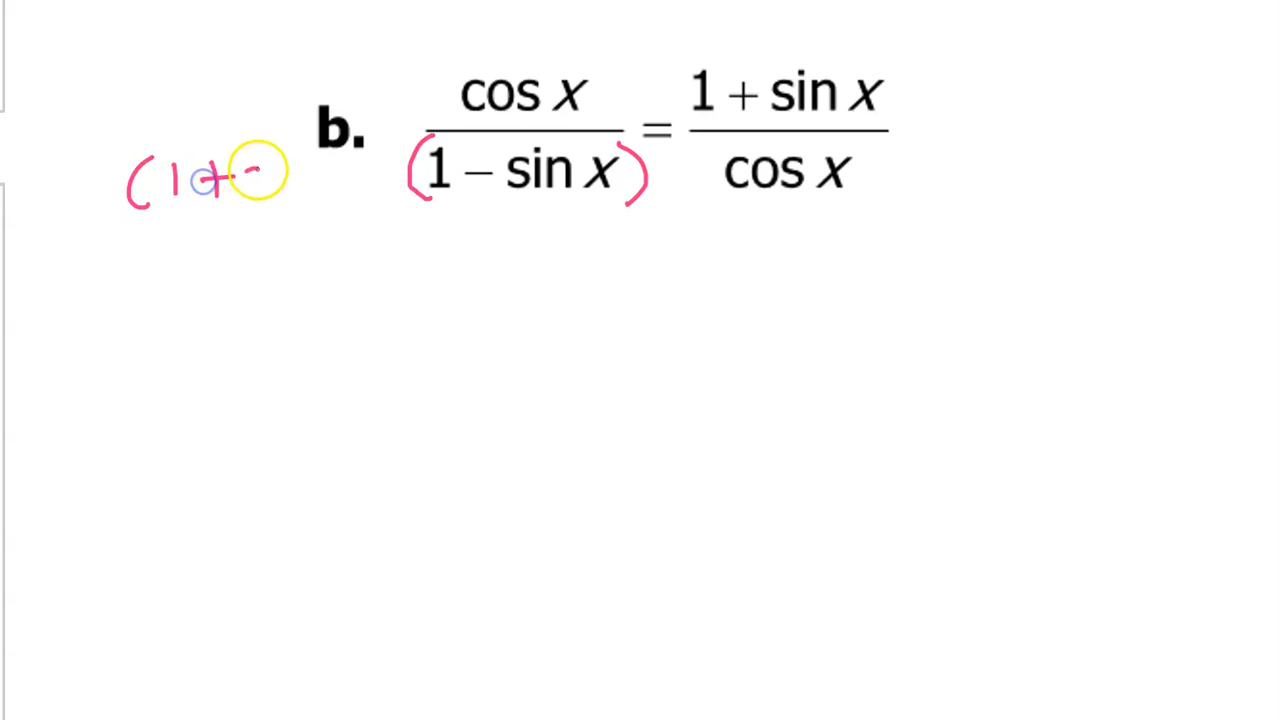 b. cos x / (1 − sin x) = 1 + sin x / cos x
(1 +